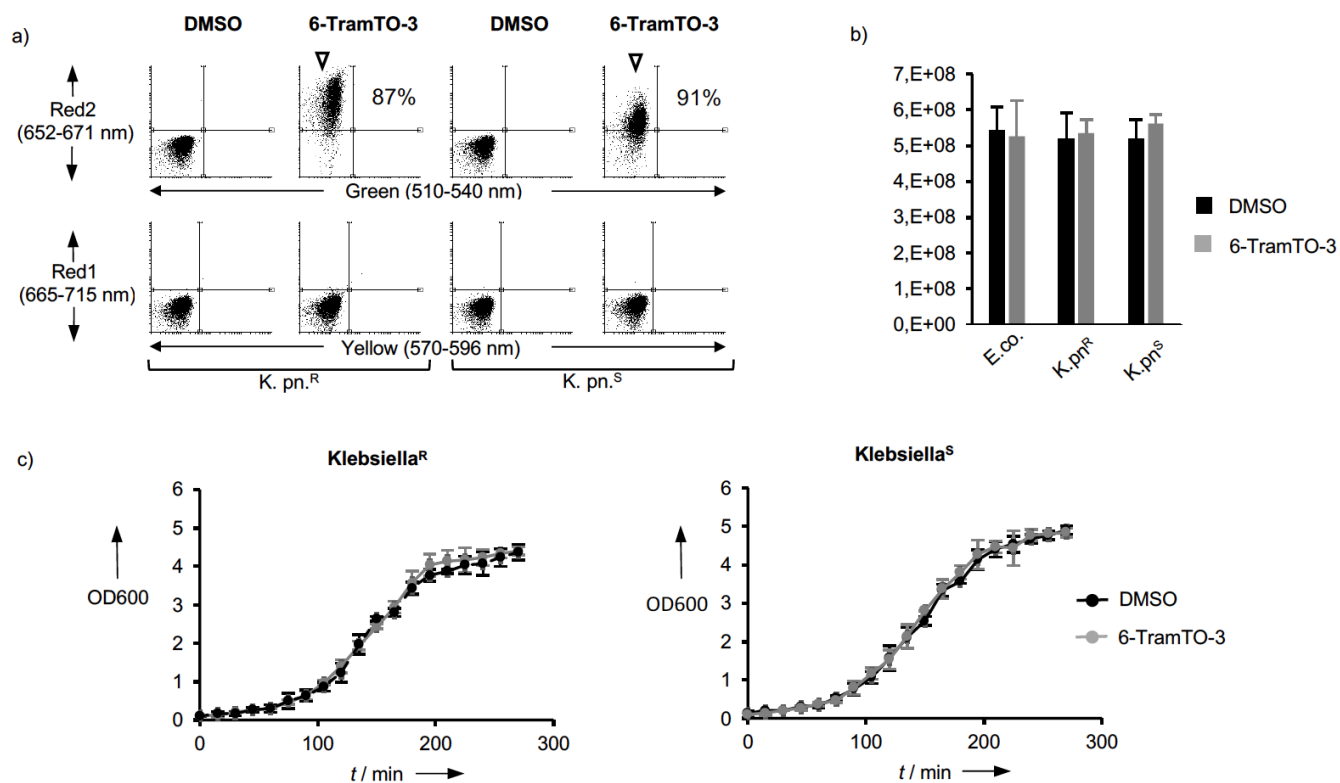 a)
DMSO 6-TramTO-3 DMSO 6-TramTO-3
Red2
(652-671 nm)
87%
91%
Green (510-540 nm)
Red1
(665-715 nm)
Yellow (570-596 nm)
K. pn.ᴿ K. pn.ˢ
b)
7,E+08
6,E+08
5,E+08
4,E+08
3,E+08
2,E+08
1,E+08
0,E+00
E.co. K.pnᴿ K.pnˢ
DMSO
6-TramTO-3
c)
Klebsiellaᴿ
6
5
4
3
2
1
0
OD600
0 100 200 300
t / min
Klebsiellaˢ
6
5
4
3
2
1
0
OD600
0 100 200 300
t / min
DMSO
6-TramTO-3